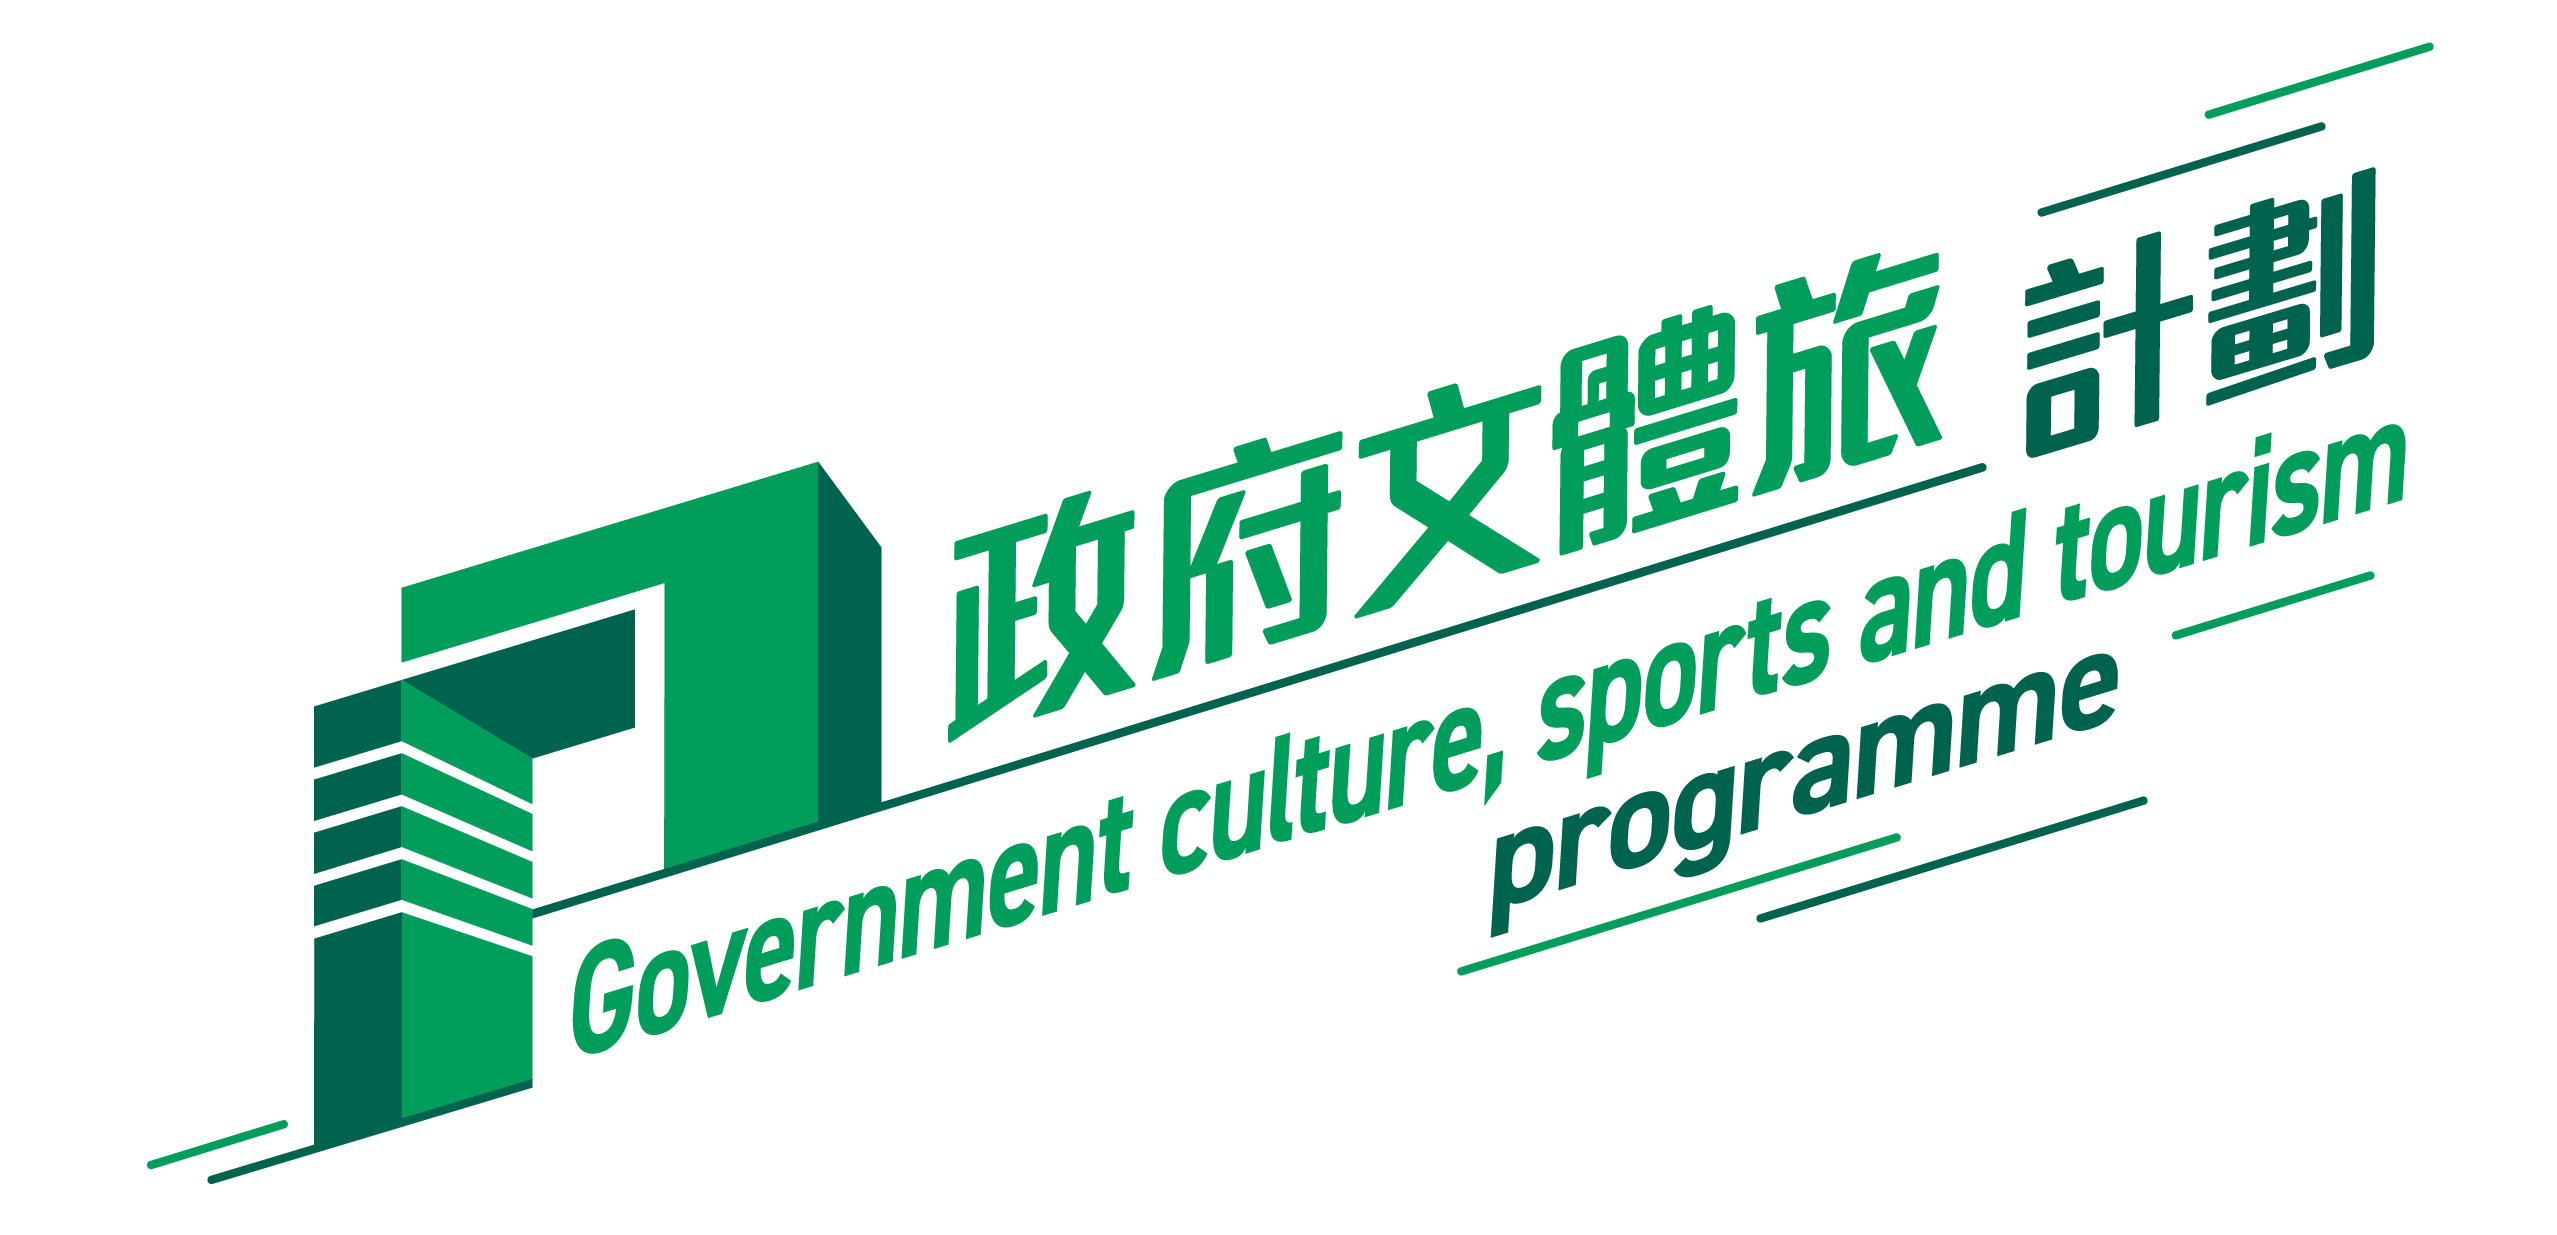 政府文體旅 計劃
Government culture, sports and tourism
programme